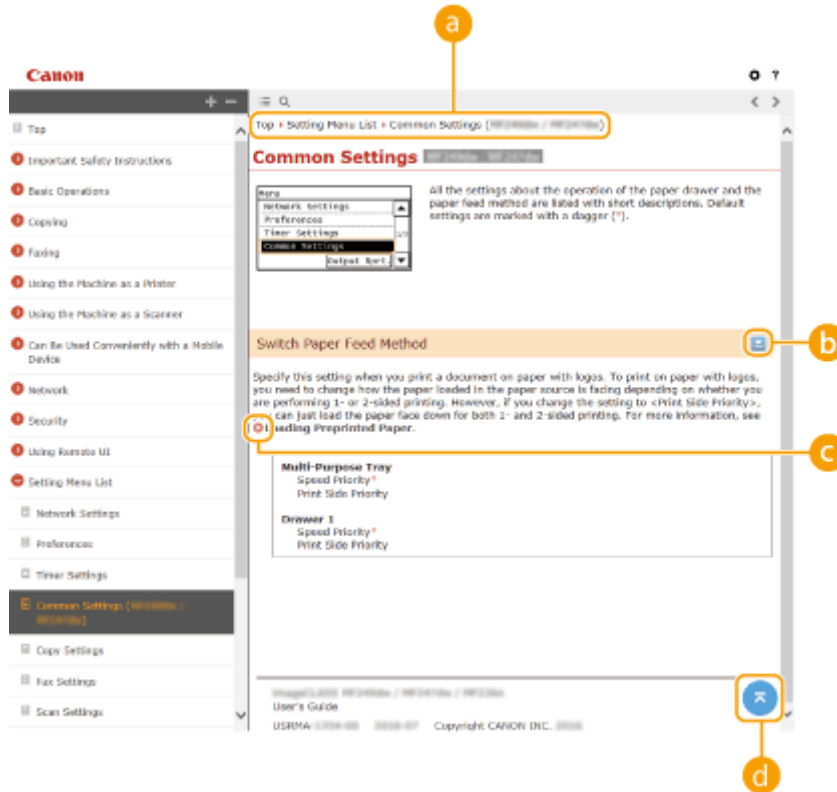 a
Canon
+ −
?
Top
Important Safety Instructions
Basic Operations
Copying
Faxing
Using the Machine as a Printer
Using the Machine as a Scanner
Can Be Used Conveniently with a Mobile
Device
Network
Security
Using Remote UI
Setting Menu List
Network Settings
Preferences
Timer Settings
Common Settings (
)
Copy Settings
Fax Settings
Scan Settings
Top Setting Menu List Common Settings ( / )
Common Settings
Menu
Network Settings
Preferences
Timer Settings
Common Settings
Output Rprt.
All the settings about the operation of the paper drawer and the
paper feed method are listed with short descriptions. Default
settings are marked with a dagger (*).
Switch Paper Feed Method
b
Specify this setting when you print a document on paper with logos. To print on paper with logos,
you need to change how the paper loaded in the paper source is facing depending on whether you
are performing 1- or 2-sided printing. However, if you change the setting to <Print Side Priority>,
can just load the paper face down for both 1- and 2-sided printing. For more information, see
Loading Preprinted Paper.
c
Multi-Purpose Tray
Speed Priority*
Print Side Priority
Drawer 1
Speed Priority*
Print Side Priority
User's Guide
USRMA- Copyright CANON INC.
d